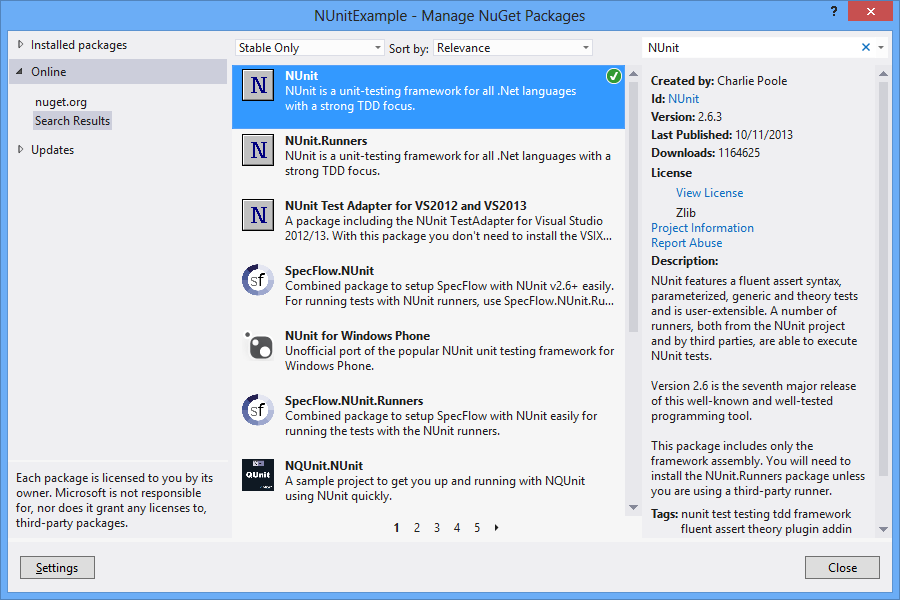 NUnitExample - Manage NuGet Packages
?
Installed packages
Online
nuget.org
Search Results
Updates
Each package is licensed to you by its
owner. Microsoft is not responsible
for, nor does it grant any licenses to,
third-party packages.
Stable Only
Sort by: Relevance
N
NUnit
NUnit is a unit-testing framework for all .Net languages
with a strong TDD focus.
N
NUnit.Runners
NUnit is a unit-testing framework for all .Net languages with a
strong TDD focus.
N
NUnit Test Adapter for VS2012 and VS2013
A package including the NUnit TestAdapter for Visual Studio
2012/13. With this package you don't need to install the VSIX...
sf
SpecFlow.NUnit
Combined package to setup SpecFlow with NUnit v2.6+ easily.
For running tests with NUnit runners, use SpecFlow.NUnit.Ru...
NUnit for Windows Phone
Unofficial port of the popular NUnit unit testing framework for
Windows Phone.
sf
SpecFlow.NUnit.Runners
Combined package to setup SpecFlow with NUnit easily for
running the tests with the NUnit runners.
QUnit
NQUnit.NUnit
A sample project to get you up and running with NQUnit
using NUnit quickly.
1 2 3 4 5
NUnit
Created by: Charlie Poole
Id: NUnit
Version: 2.6.3
Last Published: 10/11/2013
Downloads: 1164625
License
View License
Zlib
Project Information
Report Abuse
Description:
NUnit features a fluent assert syntax,
parameterized, generic and theory tests
and is user-extensible. A number of
runners, both from the NUnit project
and by third parties, are able to execute
NUnit tests.
Version 2.6 is the seventh major release
of this well-known and well-tested
programming tool.
This package includes only the
framework assembly. You will need to
install the NUnit.Runners package unless
you are using a third-party runner.
Tags: nunit test testing tdd framework
fluent assert theory plugin addin
Settings
Close